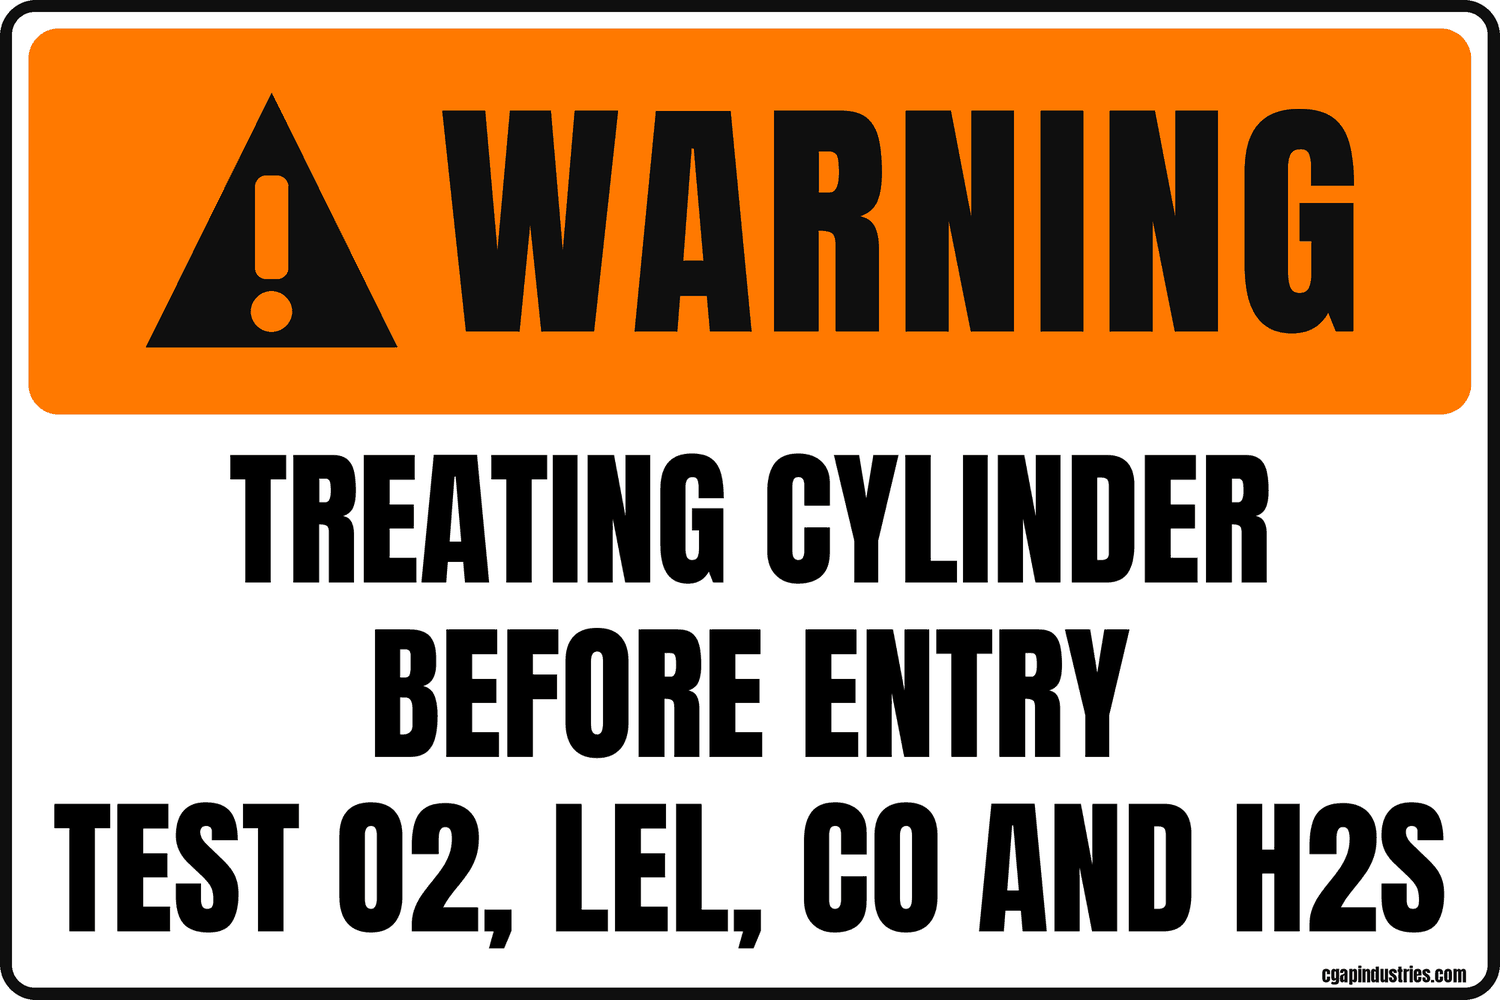 WARNING
TREATING CYLINDER
BEFORE ENTRY
TEST O2, LEL, CO AND H2S
cgapindustries.com